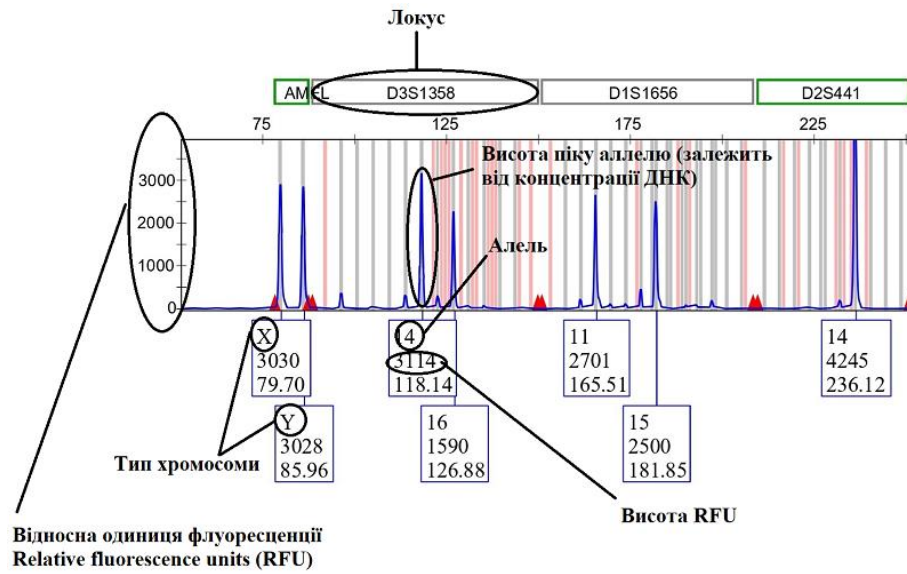 Локус
AMEL
D3S1358
D1S1656
D2S441
75
125
175
225
Висота піку аллелю (залежить
від концентрації ДНК)
3000
2000
1000
0
Алель
X
3030
79.70
14
3114
118.14
11
2701
165.51
14
4245
236.12
Y
3028
85.96
16
1590
126.88
15
2500
181.85
Тип хромосоми
Висота RFU
Відносна одиниця флуоресценції
Relative fluorescence units (RFU)